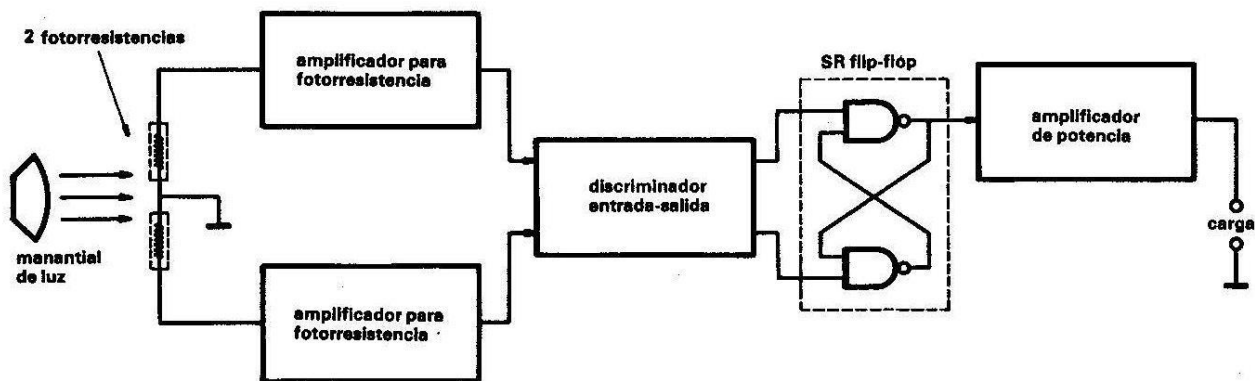 2 fotorresistencias
amplificador para
fotorresistencia
SR flip-flop
amplificador
de potencia
discriminador
entrada-salida
manantial
de luz
carga
amplificador para
fotorresistencia